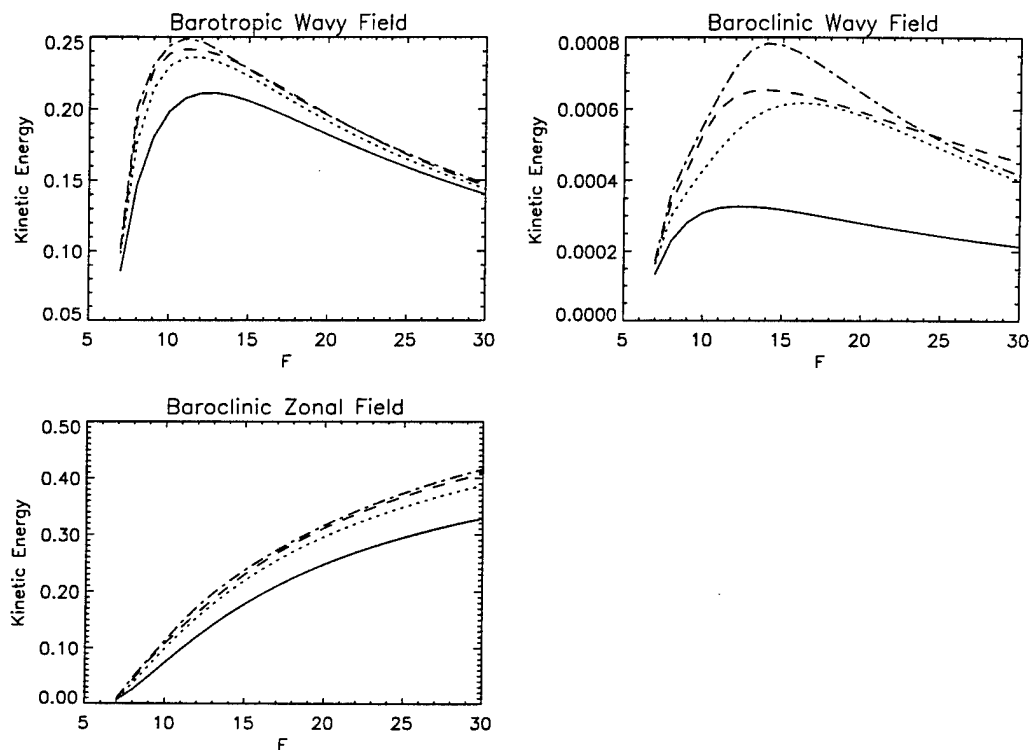 Barotropic Wavy Field
Kinetic Energy
0.25
0.20
0.15
0.10
0.05
5 10 15 20 25 30
F
Baroclinic Wavy Field
Kinetic Energy
0.0008
0.0006
0.0004
0.0002
0.0000
5 10 15 20 25 30
F
Baroclinic Zonal Field
Kinetic Energy
0.50
0.40
0.30
0.20
0.10
0.00
5 10 15 20 25 30
F